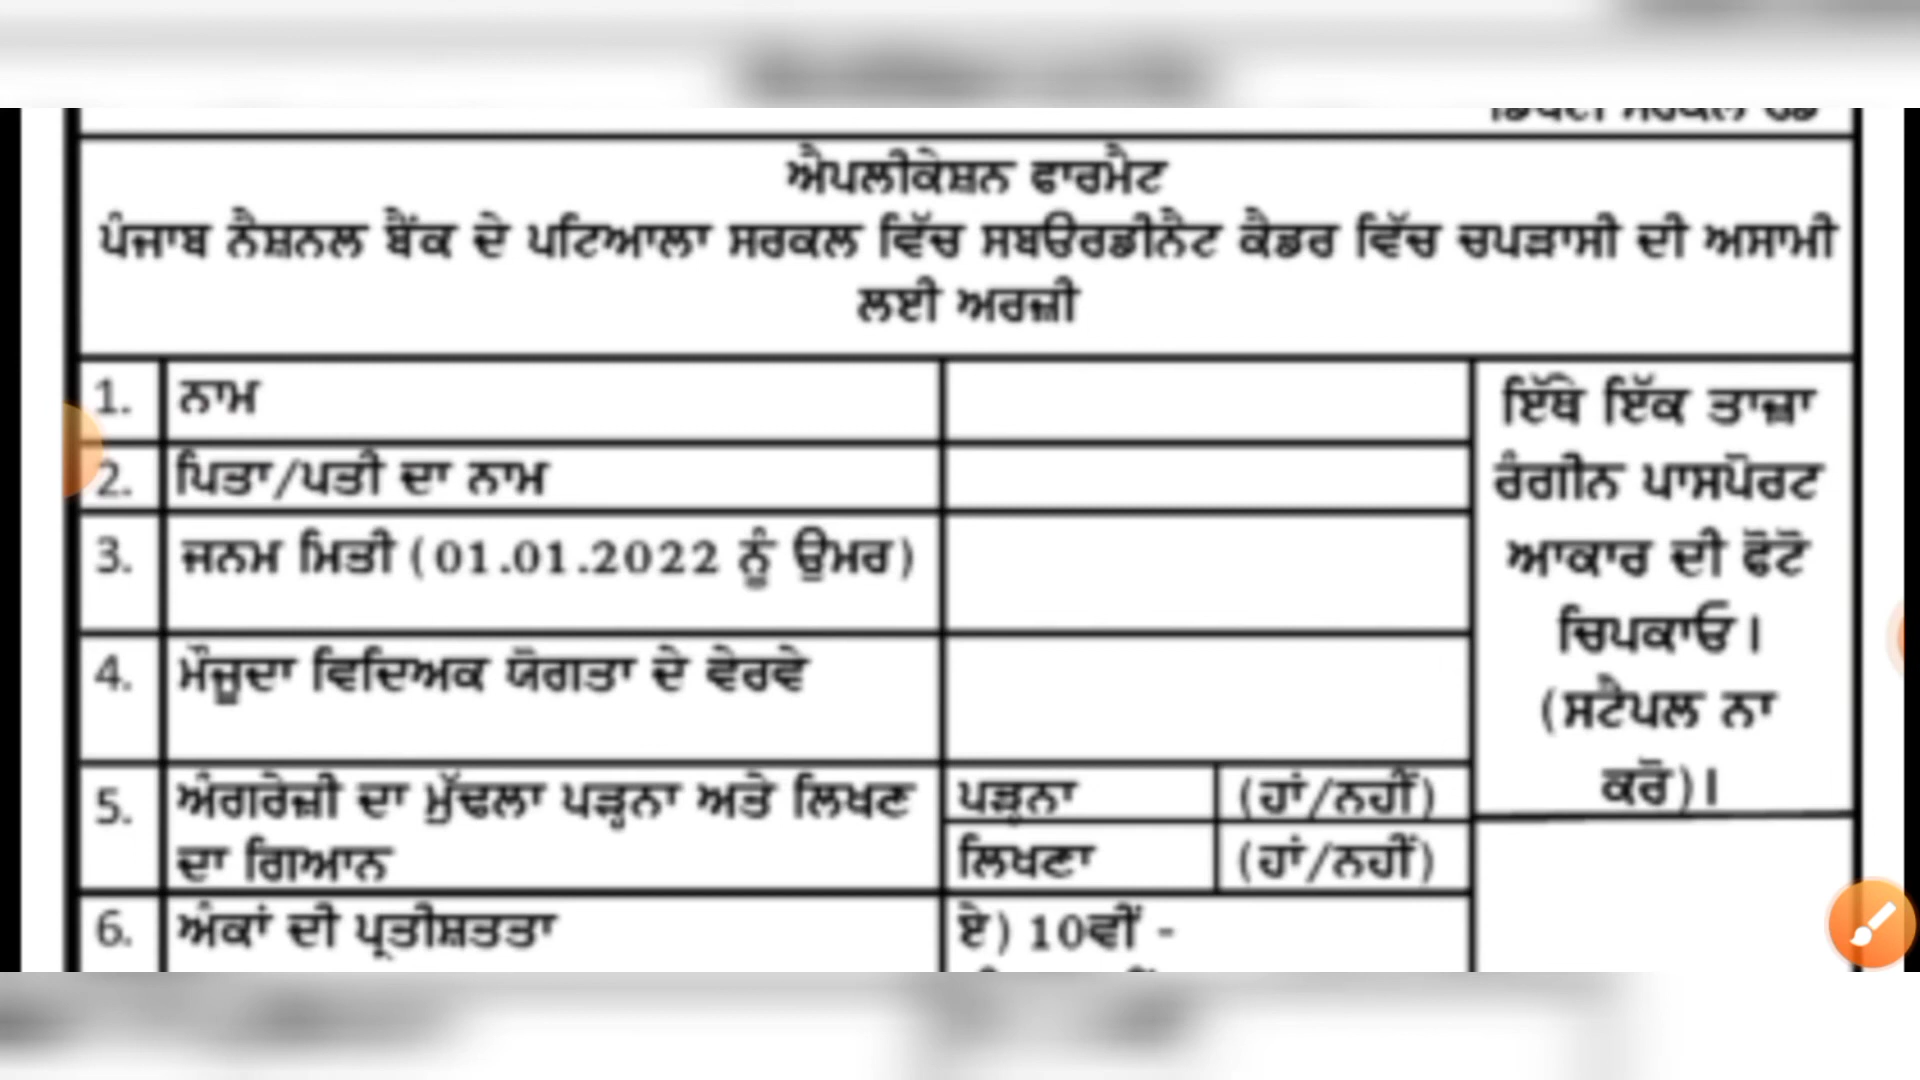 ਡਿਪਟੀ ਸਰਕਲ ਹੈਡ
ਐਪਲੀਕੇਸ਼ਨ ਫਾਰਮੈਟ
ਪੰਜਾਬ ਨੈਸ਼ਨਲ ਬੈਂਕ ਦੇ ਪਟਿਆਲਾ ਸਰਕਲ ਵਿੱਚ ਸਬਓਰਡੀਨੈਟ ਕੈਡਰ ਵਿੱਚ ਚਪੜਾਸੀ ਦੀ ਅਸਾਮੀ
ਲਈ ਅਰਜ਼ੀ
1. ਨਾਮ
2. ਪਿਤਾ/ਪਤੀ ਦਾ ਨਾਮ
3. ਜਨਮ ਮਿਤੀ (01.01.2022 ਨੂੰ ਉਮਰ)
4. ਮੌਜੂਦਾ ਵਿਦਿਅਕ ਯੋਗਤਾ ਦੇ ਵੇਰਵੇ
5. ਅੰਗਰੇਜ਼ੀ ਦਾ ਮੁੱਢਲਾ ਪੜ੍ਹਨਾ ਅਤੇ ਲਿਖਣ
ਦਾ ਗਿਆਨ
ਪੜ੍ਹਨਾ (ਹਾਂ/ਨਹੀਂ)
ਲਿਖਣਾ (ਹਾਂ/ਨਹੀਂ)
6. ਅੰਕਾਂ ਦੀ ਪ੍ਰਤੀਸ਼ਤਤਾ
ਏ) 10ਵੀਂ -
ਇੱਥੇ ਇੱਕ ਤਾਜ਼ਾ
ਰੰਗੀਨ ਪਾਸਪੋਰਟ
ਆਕਾਰ ਦੀ ਫੋਟੋ
ਚਿਪਕਾਓ।
(ਸਟੈਪਲ ਨਾ
ਕਰੋ)।